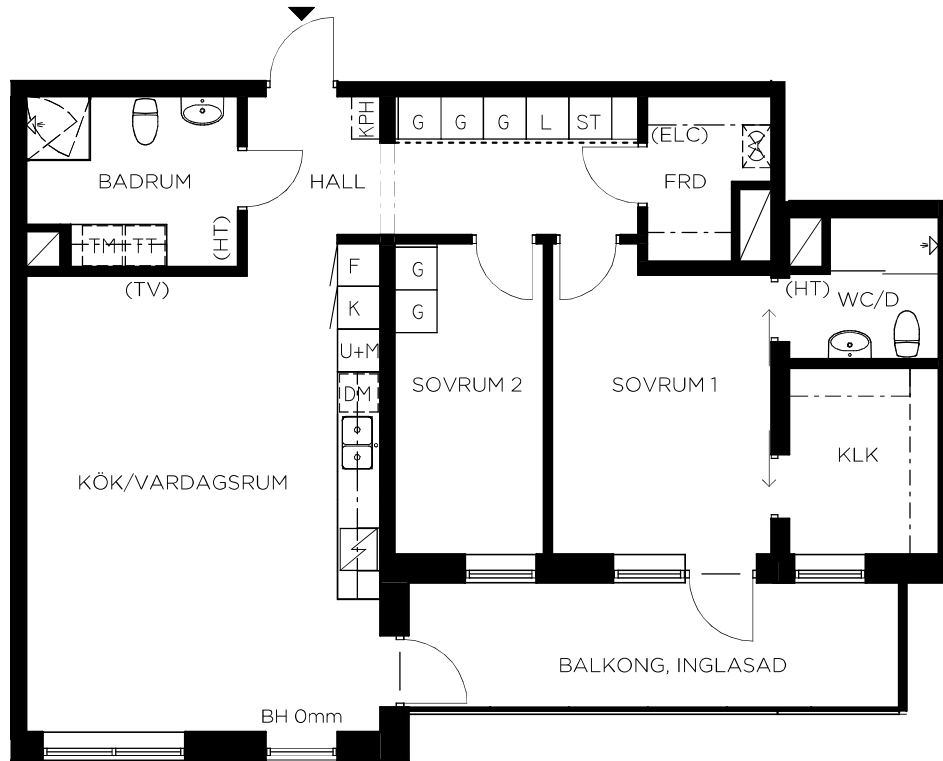 KPH
G G G L ST
(ELC)
BADRUM
HALL
FRD
(HT)
TM TT
(TV)
F
G
K
G
(HT)
WC/D
U+M
SOVRUM 2
SOVRUM 1
DM
KLK
KÖK/VARDAGSRUM
BALKONG, INGLASAD
BH 0mm